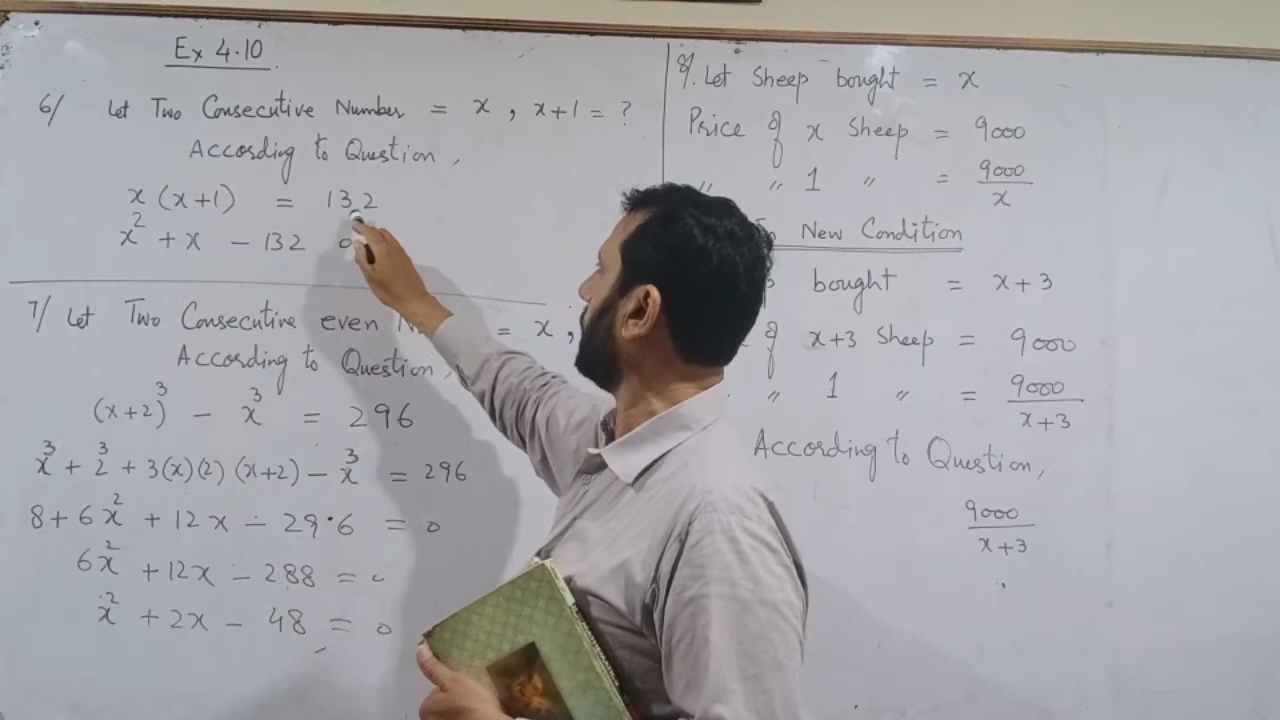 Ex 4.10
6/ Let Two Consecutive Number = x , x+1 = ?
According to Question,
x (x+1) = 132
x² + x - 132 0
7/ Let Two Consecutive even = x ,
According to Question,
(x+2)³ - x³ = 296
x³ + 2³ + 3(x)(2) (x+2) - x³ = 296
8 + 6x² + 12x - 296 = 0
6x² + 12x - 288 = 0
x² + 2x - 48 = 0
8/. Let Sheep bought = x
Price of x Sheep = 9000
〃 〃 1 〃 = 9000/x
New Condition
bought = x+3
of x+3 Sheep = 9000
〃 1 〃 = 9000/x+3
According to Question,
9000/x+3